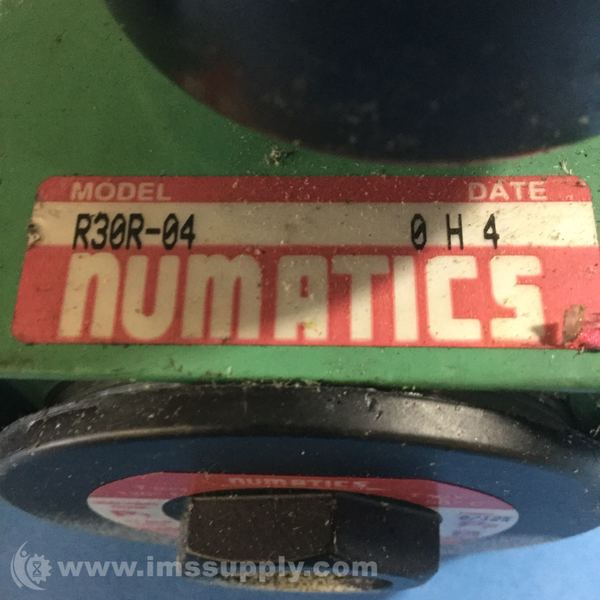 MODEL DATE
R30R-04 0 H 4
numatics
numatics
www.imssupply.com